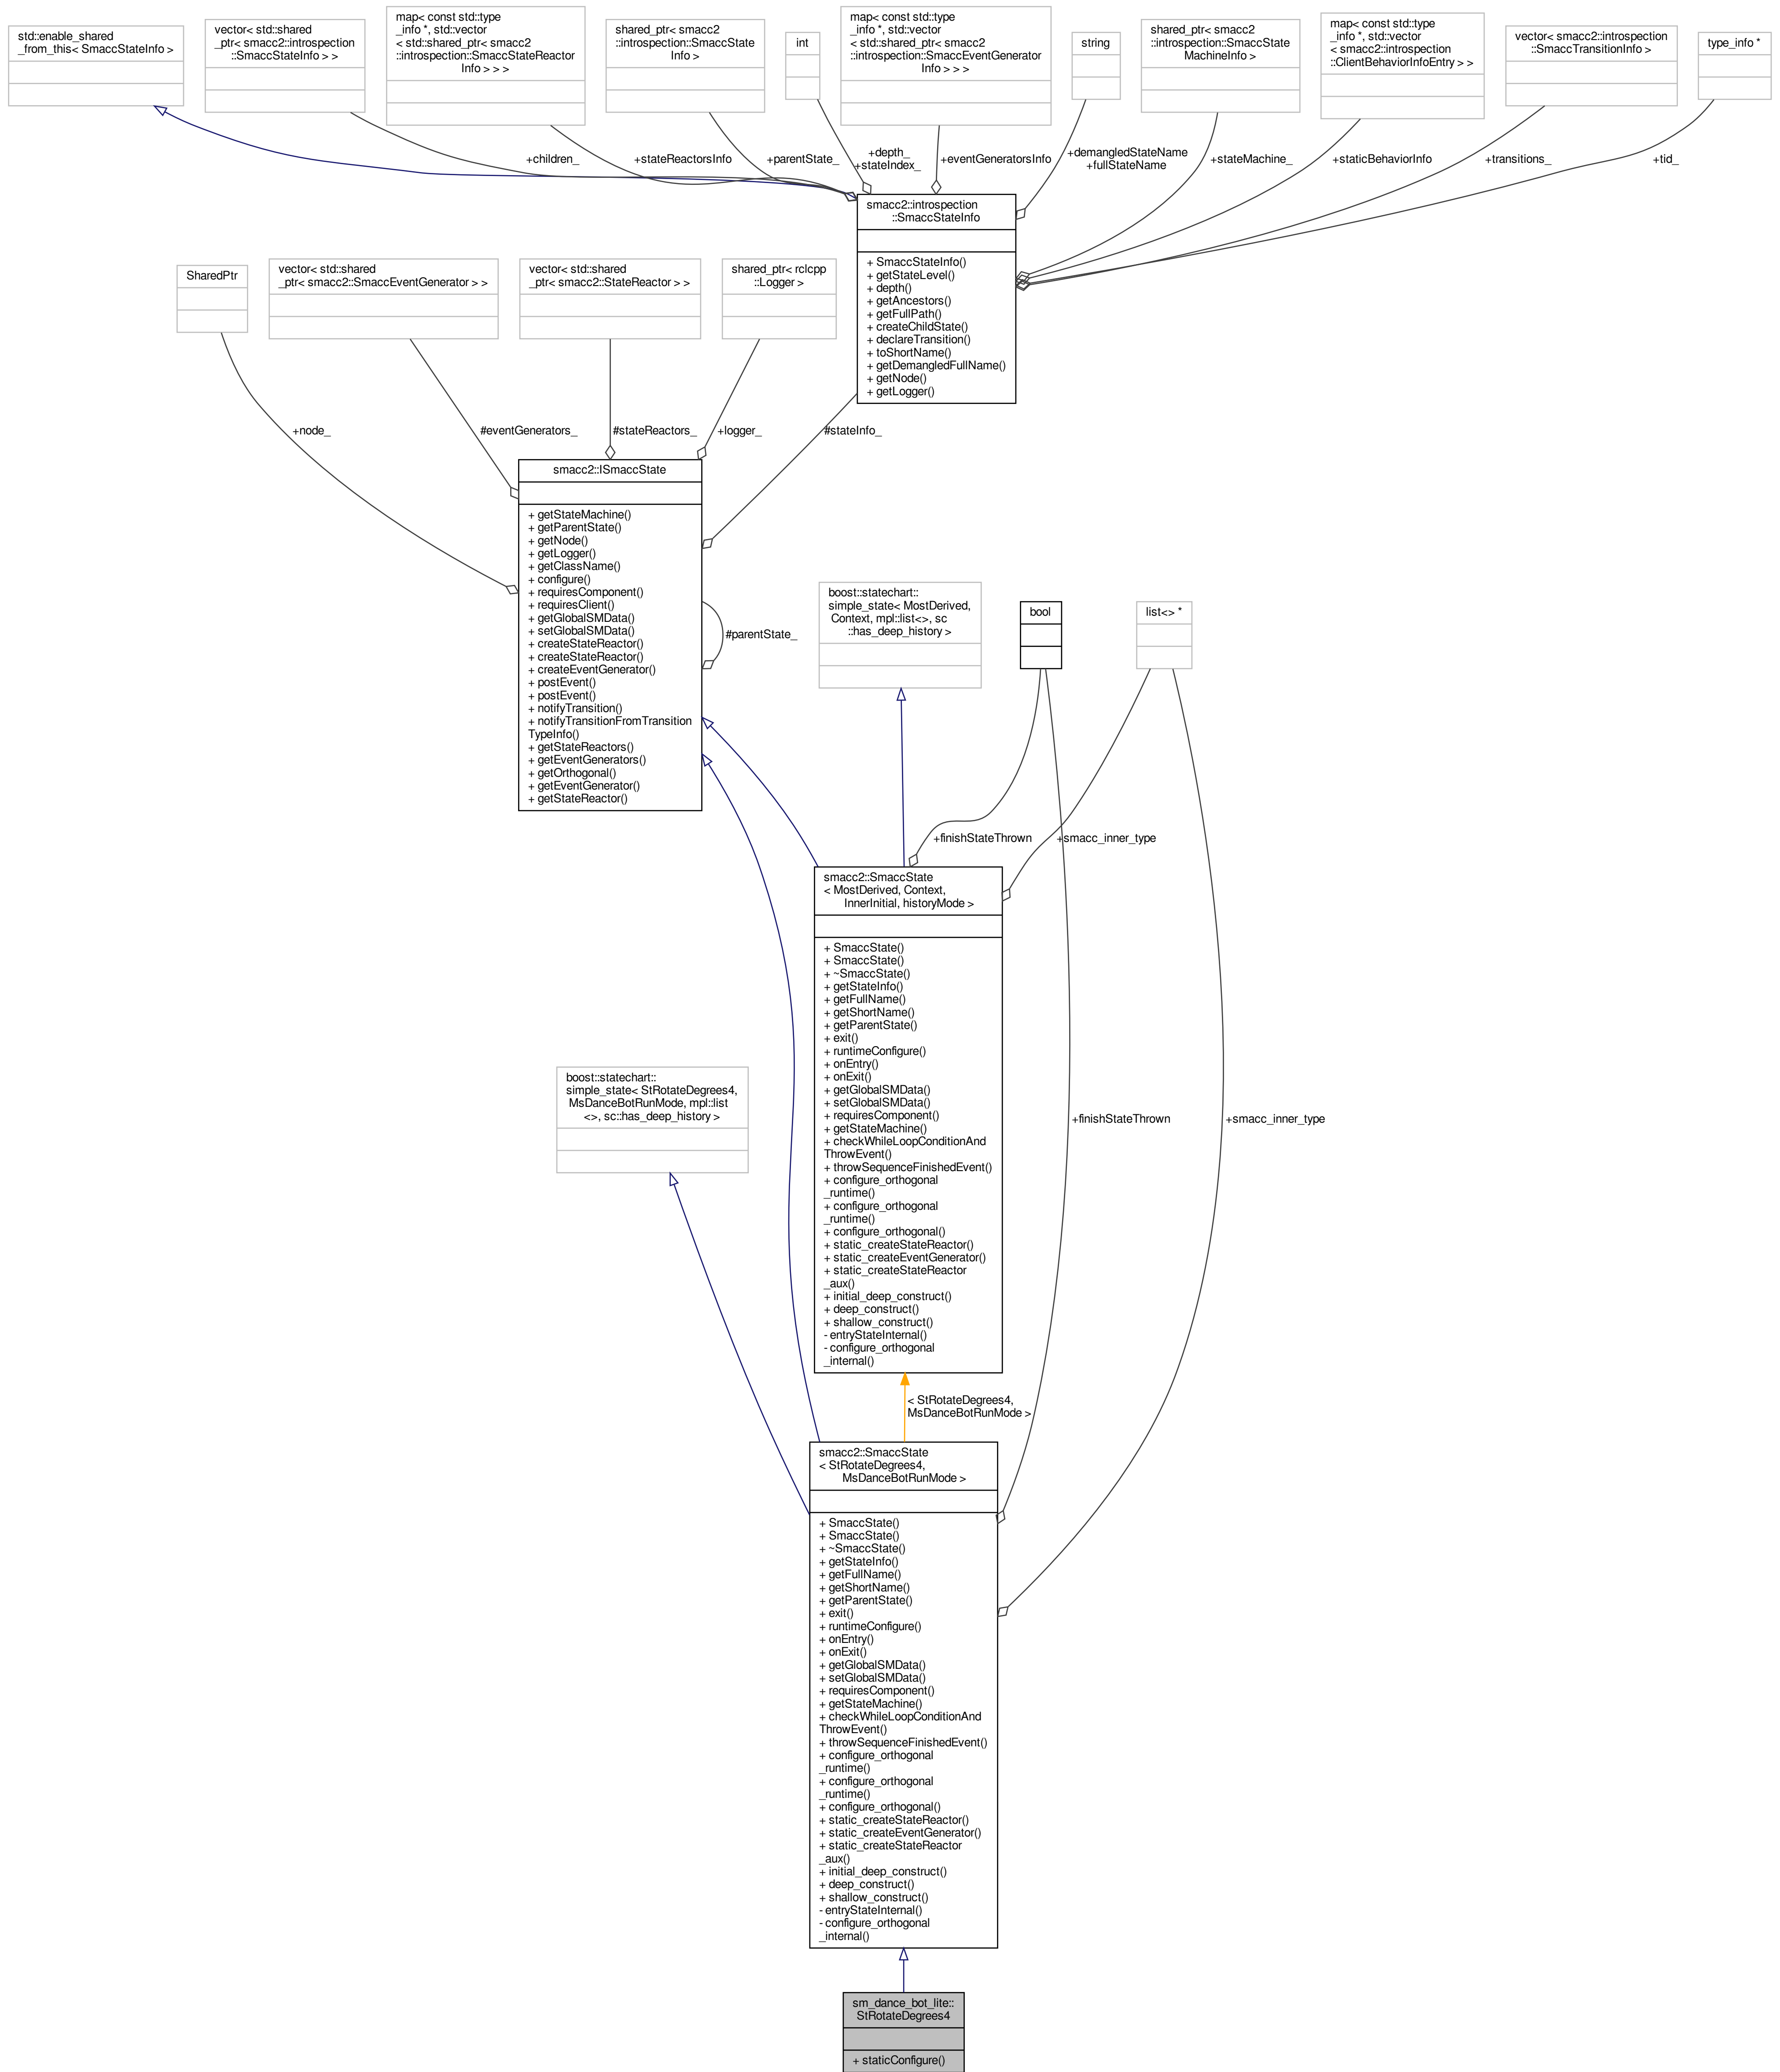 std::enable_shared
_from_this< SmaccStateInfo >
vector< std::shared
_ptr< smacc2::introspection
::SmaccStateInfo > >
map< const std::type
_info *, std::vector
< std::shared_ptr< smacc2
::introspection::SmaccStateReactor
Info > > >
shared_ptr< smacc2
::introspection::SmaccState
Info >
int
map< const std::type
_info *, std::vector
< std::shared_ptr< smacc2
::introspection::SmaccEventGenerator
Info > > >
string
shared_ptr< smacc2
::introspection::SmaccState
MachineInfo >
map< const std::type
_info *, std::vector
< smacc2::introspection
::ClientBehaviorInfoEntry > >
vector< smacc2::introspection
::SmaccTransitionInfo >
type_info *
+children_
+stateReactorsInfo
+parentState_
+depth_
+stateIndex_
+eventGeneratorsInfo
+demangledStateName
+fullStateName
+stateMachine_
+staticBehaviorInfo
+transitions_
+tid_
smacc2::introspection
::SmaccStateInfo
+ SmaccStateInfo()
+ getStateLevel()
+ depth()
+ getAncestors()
+ getFullPath()
+ createChildState()
+ declareTransition()
+ toShortName()
+ getDemangledFullName()
+ getNode()
+ getLogger()
SharedPtr
vector< std::shared
_ptr< smacc2::SmaccEventGenerator > >
vector< std::shared
_ptr< smacc2::StateReactor > >
shared_ptr< rclcpp
::Logger >
+node_
#eventGenerators_
#stateReactors_
+logger_
#stateInfo_
smacc2::ISmaccState
+ getStateMachine()
+ getParentState()
+ getNode()
+ getLogger()
+ getClassName()
+ configure()
+ requiresComponent()
+ requiresClient()
+ getGlobalSMData()
+ setGlobalSMData()
+ createStateReactor()
+ createStateReactor()
+ createEventGenerator()
+ postEvent()
+ postEvent()
+ notifyTransition()
+ notifyTransitionFromTransition
TypeInfo()
+ getStateReactors()
+ getEventGenerators()
+ getOrthogonal()
+ getEventGenerator()
+ getStateReactor()
#parentState_
boost::statechart::
simple_state< MostDerived,
Context, mpl::list<>, sc
::has_deep_history >
bool
list<> *
+finishStateThrown
+smacc_inner_type
smacc2::SmaccState
< MostDerived, Context,
InnerInitial, historyMode >
+ SmaccState()
+ SmaccState()
+ ~SmaccState()
+ getStateInfo()
+ getFullName()
+ getShortName()
+ getParentState()
+ exit()
+ runtimeConfigure()
+ onEntry()
+ onExit()
+ getGlobalSMData()
+ setGlobalSMData()
+ requiresComponent()
+ getStateMachine()
+ checkWhileLoopConditionAnd
ThrowEvent()
+ throwSequenceFinishedEvent()
+ configure_orthogonal
_runtime()
+ configure_orthogonal
_runtime()
+ configure_orthogonal()
+ static_createStateReactor()
+ static_createEventGenerator()
+ static_createStateReactor
_aux()
+ initial_deep_construct()
+ deep_construct()
+ shallow_construct()
- entryStateInternal()
- configure_orthogonal
_internal()
boost::statechart::
simple_state< StRotateDegrees4,
MsDanceBotRunMode, mpl::list
<>, sc::has_deep_history >
+finishStateThrown
+smacc_inner_type
< StRotateDegrees4,
MsDanceBotRunMode >
smacc2::SmaccState
< StRotateDegrees4,
MsDanceBotRunMode >
+ SmaccState()
+ SmaccState()
+ ~SmaccState()
+ getStateInfo()
+ getFullName()
+ getShortName()
+ getParentState()
+ exit()
+ runtimeConfigure()
+ onEntry()
+ onExit()
+ getGlobalSMData()
+ setGlobalSMData()
+ requiresComponent()
+ getStateMachine()
+ checkWhileLoopConditionAnd
ThrowEvent()
+ throwSequenceFinishedEvent()
+ configure_orthogonal
_runtime()
+ configure_orthogonal
_runtime()
+ configure_orthogonal()
+ static_createStateReactor()
+ static_createEventGenerator()
+ static_createStateReactor
_aux()
+ initial_deep_construct()
+ deep_construct()
+ shallow_construct()
- entryStateInternal()
- configure_orthogonal
_internal()
sm_dance_bot_lite::
StRotateDegrees4
+ staticConfigure()